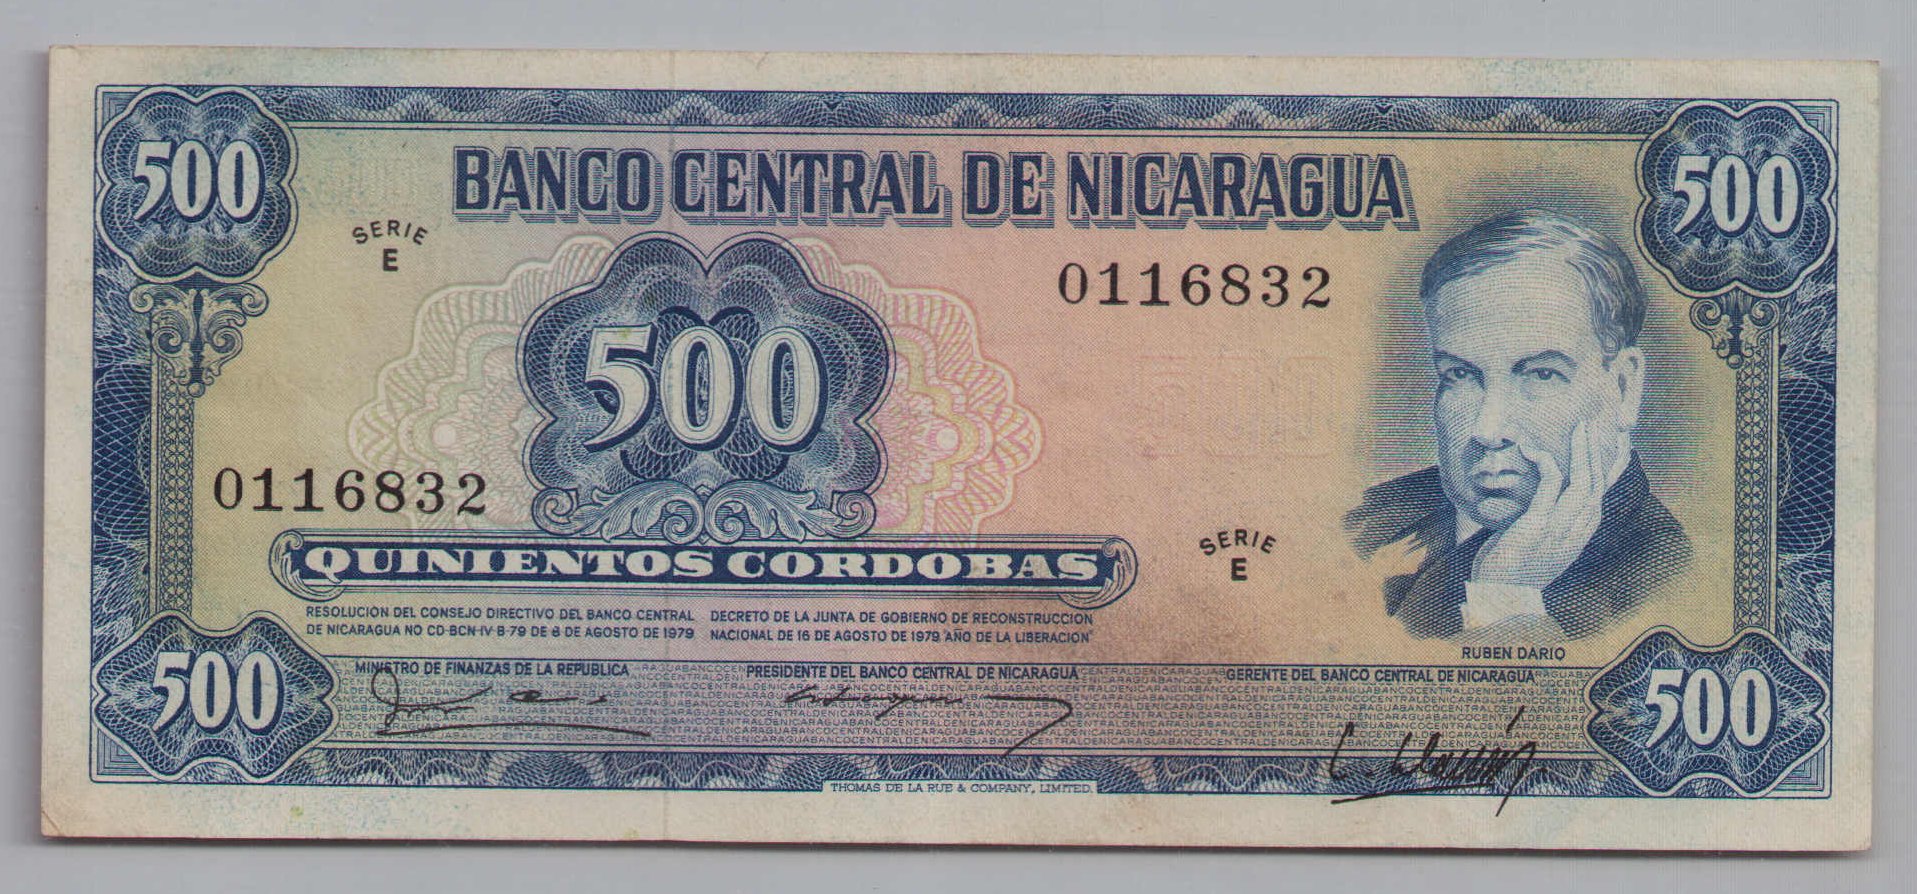 500
BANCO CENTRAL DE NICARAGUA
500
SERIE
E
0116832
500
0116832
QUINIENTOS CORDOBAS
SERIE
E
RESOLUCION DEL CONSEJO DIRECTIVO DEL BANCO CENTRAL
DE NICARAGUA NO CD-BCN-IV-8-79 DE 8 DE AGOSTO DE 1979
DECRETO DE LA JUNTA DE GOBIERNO DE RECONSTRUCCION
NACIONAL DE 16 DE AGOSTO DE 1979 "AÑO DE LA LIBERACION"
RUBEN DARIO
500
MINISTRO DE FINANZAS DE LA REPUBLICA
PRESIDENTE DEL BANCO CENTRAL DE NICARAGUA
GERENTE DEL BANCO CENTRAL DE NICARAGUA
500
THOMAS DE LA RUE & COMPANY, LIMITED.